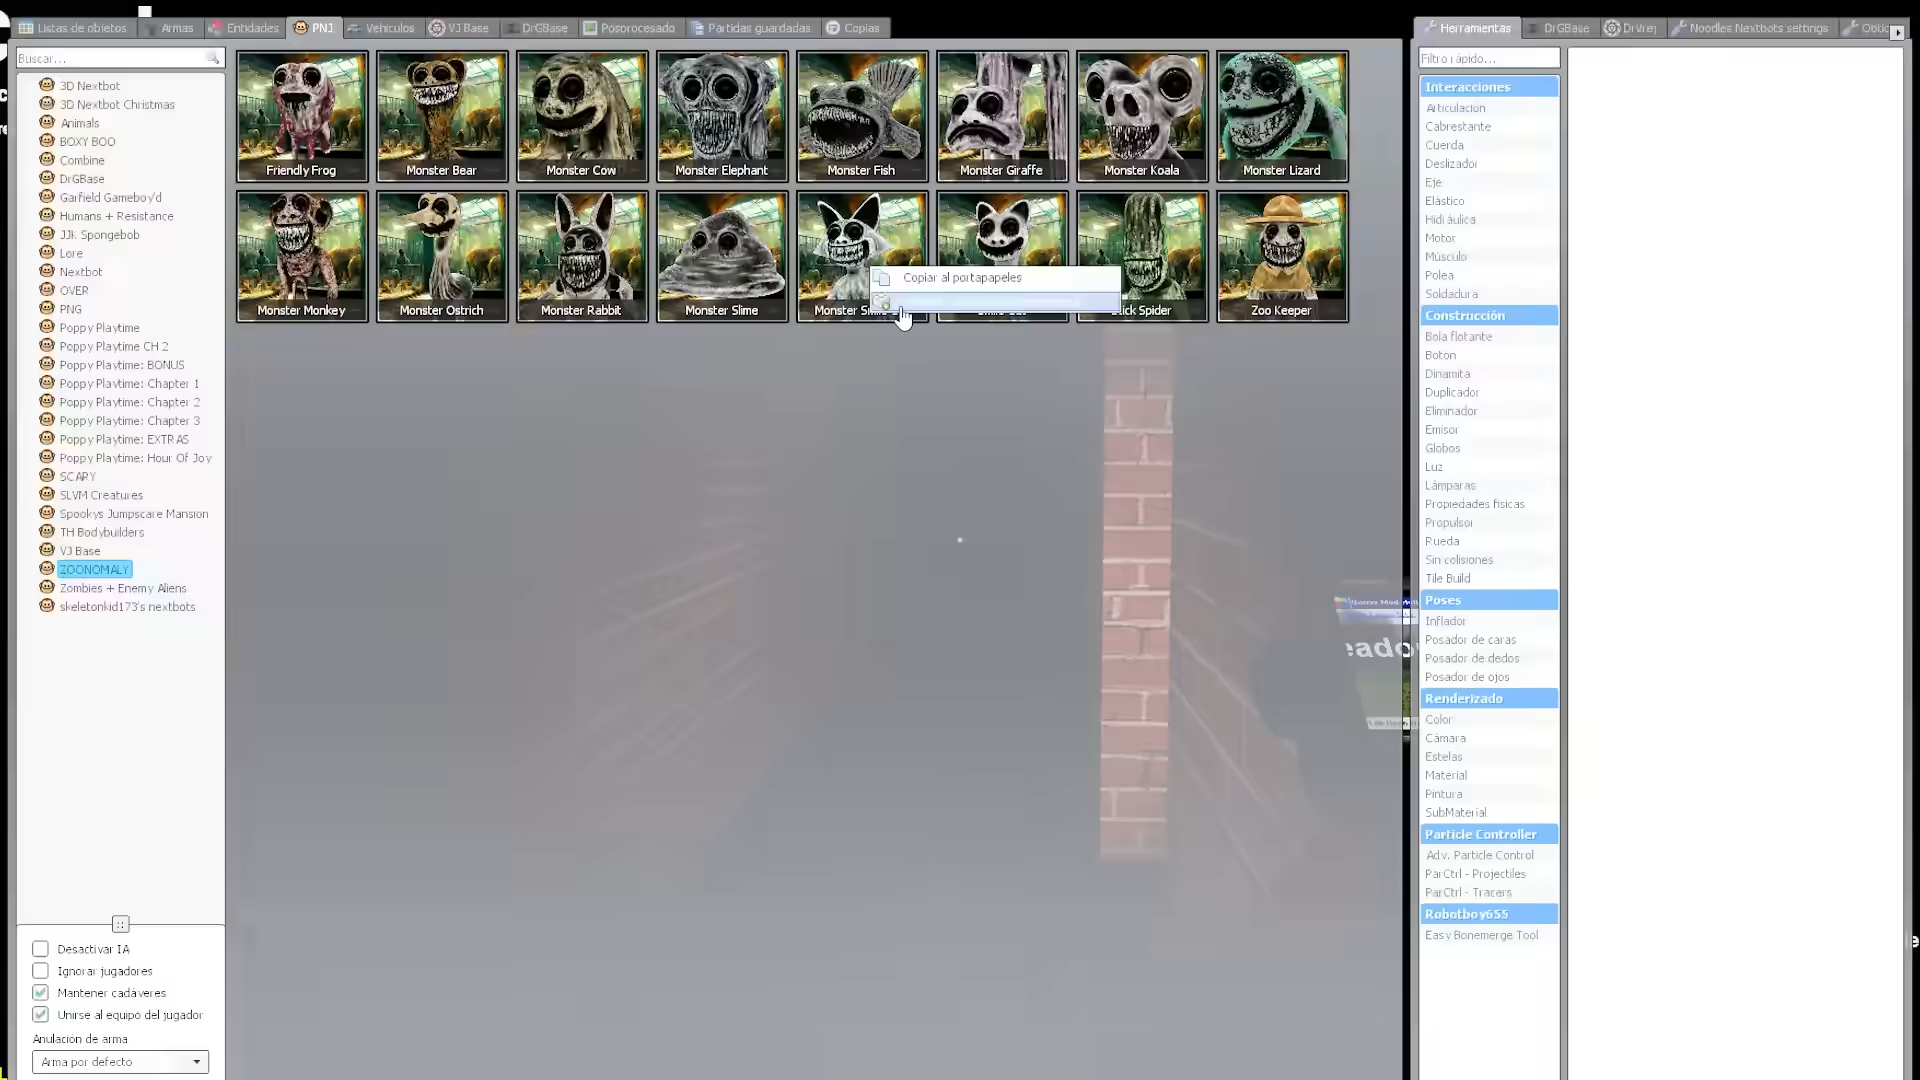 Listas de objetos
Armas
Entidades
PNJ
Vehículos
VJ Base
DrGBase
Posprocesado
Partidas guardadas
Copias
Herramientas
DrGBase
DrVrej
Noodles Nextbots settings
Buscar...
3D Nextbot
3D Nextbot Christmas
Animals
BOXY BOO
Combine
DrGBase
Garfield Gameboy'd
Humans + Resistance
JJK Spongebob
Lore
Nextbot
OVER
PNG
Poppy Playtime
Poppy Playtime CH 2
Poppy Playtime: BONUS
Poppy Playtime: Chapter 1
Poppy Playtime: Chapter 2
Poppy Playtime: Chapter 3
Poppy Playtime: EXTRAS
Poppy Playtime: Hour Of Joy
SCARY
SLVM Creatures
Spookys Jumpscare Mansion
TH Bodybuilders
VJ Base
ZOONOMALY
Zombies + Enemy Aliens
skeletonkid173's nextbots
Desactivar IA
Ignorar jugadores
Mantener cadáveres
Unirse al equipo del jugador
Anulación de arma
Arma por defecto
Friendly Frog
Monster Bear
Monster Cow
Monster Elephant
Monster Fish
Monster Giraffe
Monster Koala
Monster Lizard
Monster Monkey
Monster Ostrich
Monster Rabbit
Monster Slime
Monster
Spider
Zoo Keeper
Copiar al portapapeles
Filtro rápido...
Interacciones
Articulación
Cabrestante
Cuerda
Deslizador
Eje
Elástico
Hidráulica
Motor
Músculo
Polea
Soldadura
Construcción
Bola flotante
Botón
Dinamita
Duplicador
Eliminador
Emisor
Globos
Luz
Lámparas
Propiedades físicas
Propulsor
Rueda
Sin colisiones
Tile Build
Poses
Inflador
Posador de caras
Posador de dedos
Posador de ojos
Renderizado
Color
Cámara
Estelas
Material
Pintura
SubMaterial
Particle Controller
Adv. Particle Control
ParCtrl - Projectiles
ParCtrl - Tracers
Robotboy655
Easy Bonemerge Tool